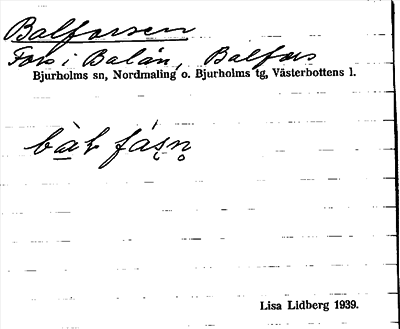 Balforsen
Fors i Balån, Balfors
Bjurholms sn, Nordmaling o. Bjurholms tg, Västerbottens l.
Lisa Lidberg 1939.